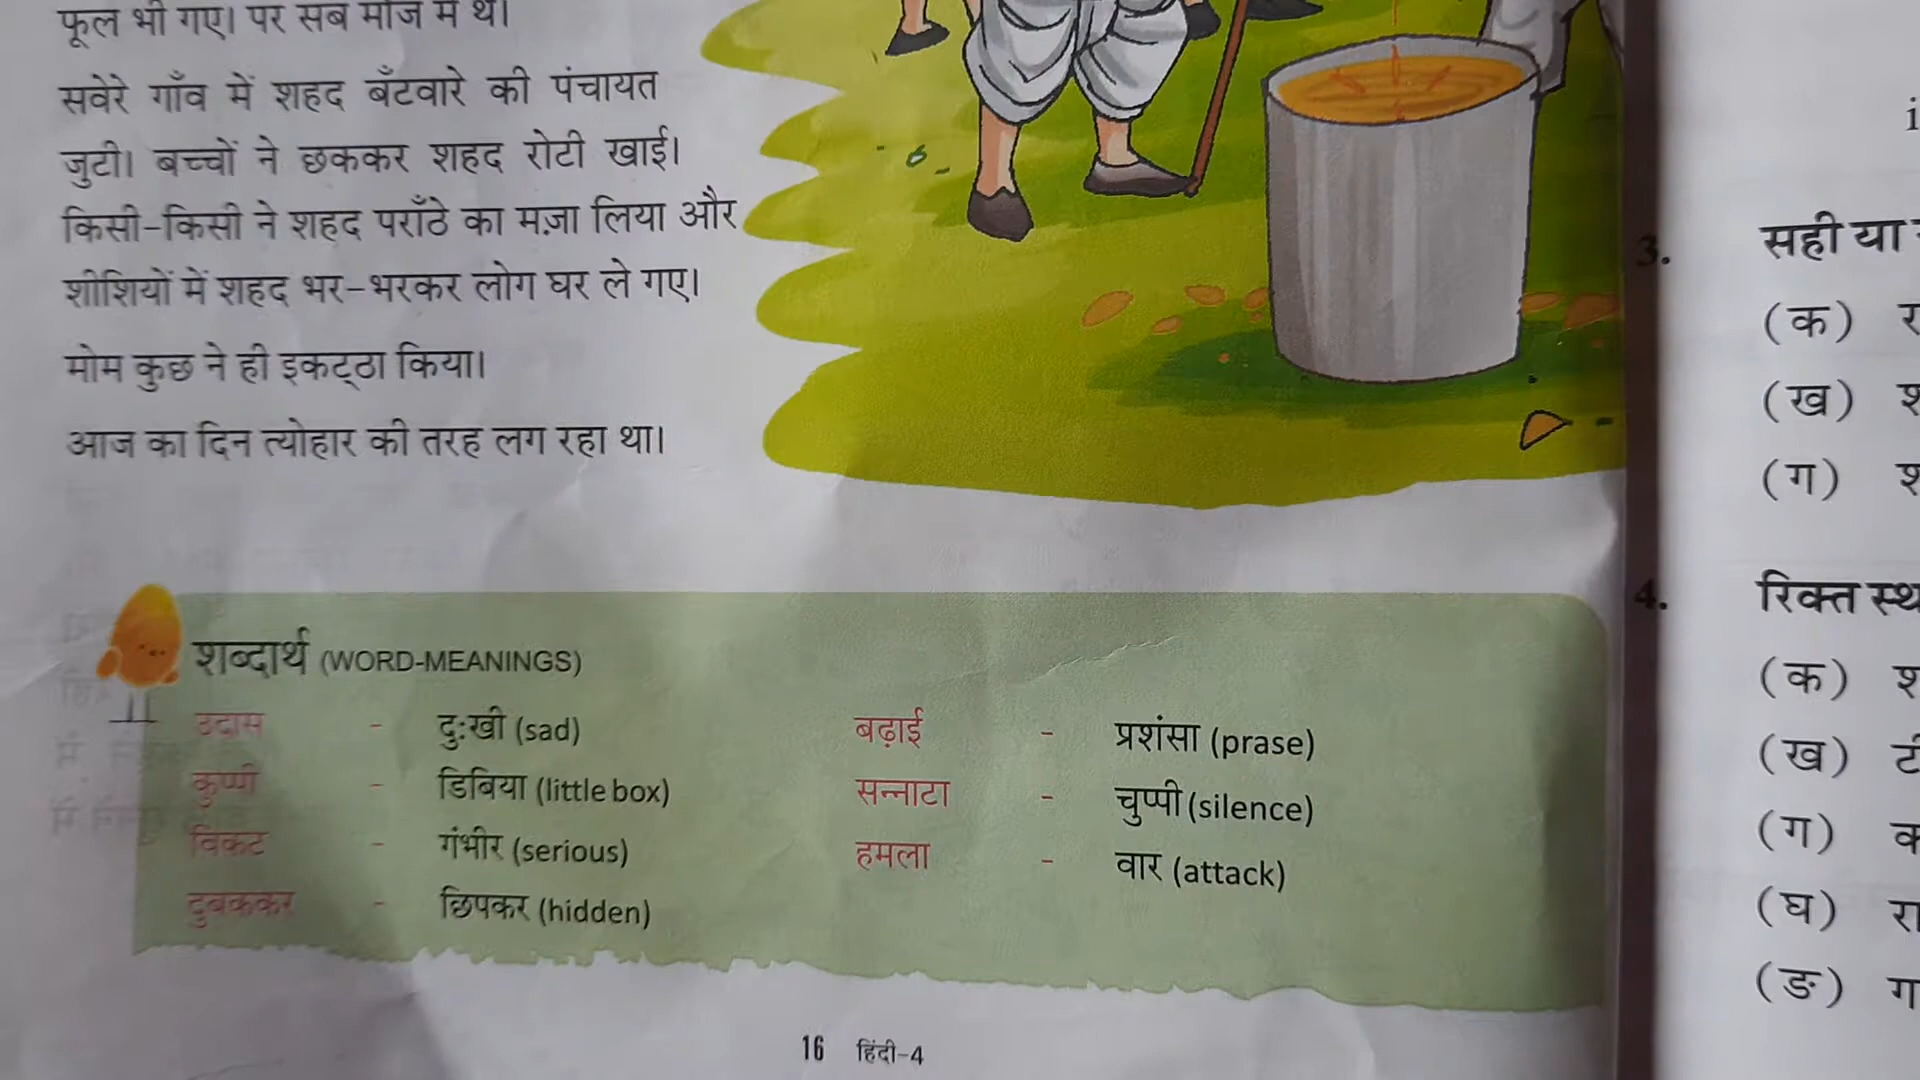 फूल भी गए। पर सब मौज में थे।
सवेरे गाँव में शहद बँटवारे की पंचायत
जुटी। बच्चों ने छककर शहद रोटी खाई।
किसी-किसी ने शहद पराँठे का मज़ा लिया और
शीशियों में शहद भर-भरकर लोग घर ले गए।
मोम कुछ ने ही इकट्ठा किया।
आज का दिन त्योहार की तरह लग रहा था।
शब्दार्थ (WORD-MEANINGS)
उदास - दुःखी (sad)
कुप्पी - डिबिया (little box)
विकट - गंभीर (serious)
दुबककर - छिपकर (hidden)
बढ़ाई - प्रशंसा (prase)
सन्नाटा - चुप्पी (silence)
हमला - वार (attack)
16 हिंदी-4
3. सही या
(क)
(ख)
(ग)
4. रिक्त
(क)
(ख)
(ग)
(घ)
(ङ)